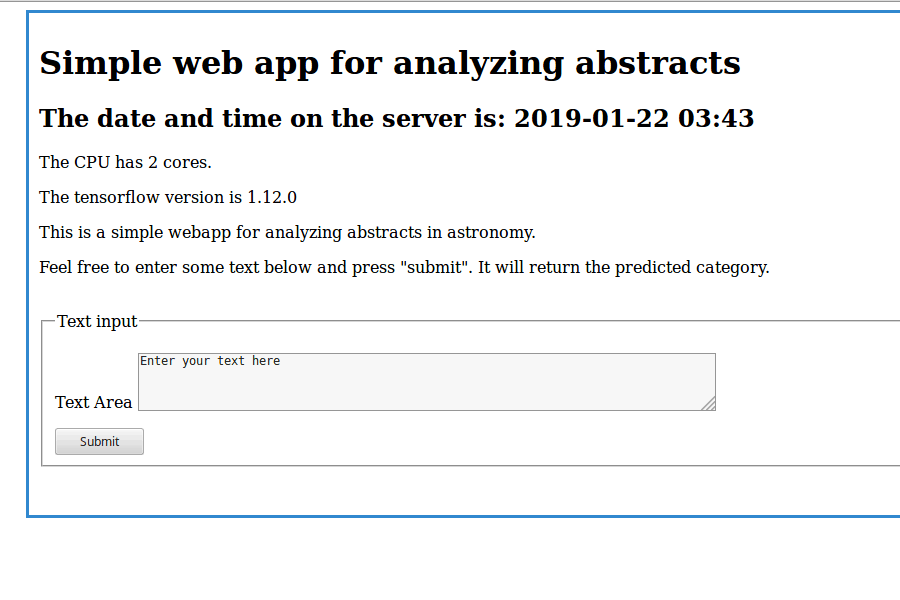 Simple web app for analyzing abstracts
The date and time on the server is: 2019-01-22 03:43
The CPU has 2 cores.
The tensorflow version is 1.12.0
This is a simple webapp for analyzing abstracts in astronomy.
Feel free to enter some text below and press "submit". It will return the predicted category.
Text input
Enter your text here
Text Area
Submit